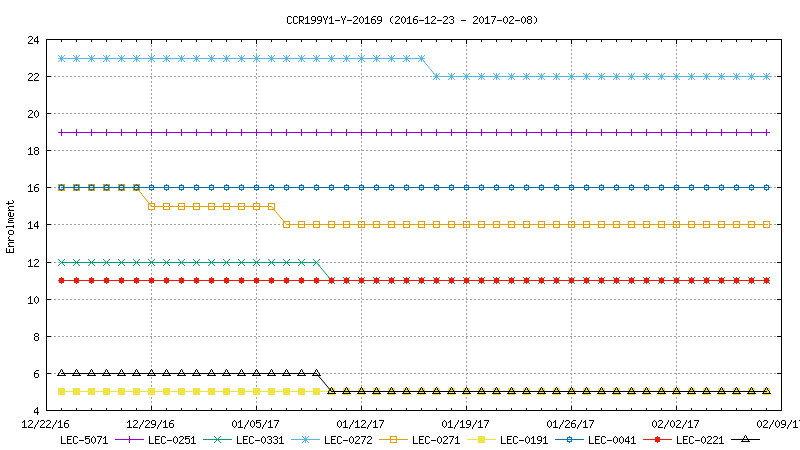 CCR199Y1-Y-20169 (2016-12-23 - 2017-02-08)
24
22
20
18
16
14
12
10
8
6
4
Enrolment
12/22/16 12/29/16 01/05/17 01/12/17 01/19/17 01/26/17 02/02/17 02/09/1
LEC-5071 LEC-0251 LEC-0331 LEC-0272 LEC-0271 LEC-0191 LEC-0041 LEC-0221